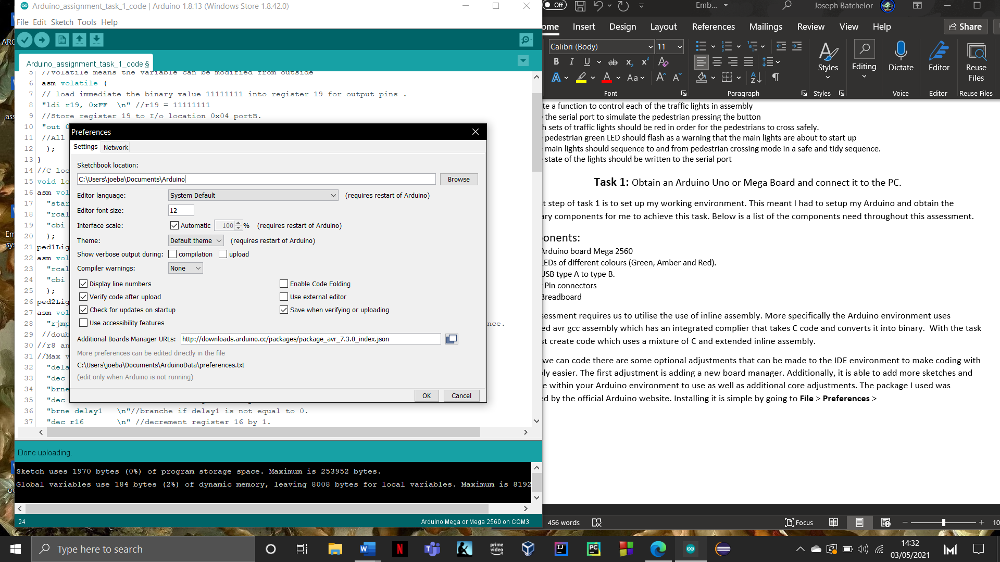 Arduino_assignment_task_1_code | Arduino 1.8.13 (Windows Store 1.8.42.0)
File Edit Sketch Tools Help
Arduino_assignment_task_1_code §
5 //volatile means the variable can be modified from outside
6 asm volatile (
7 // load immediate the binary value 11111111 into register 19 for output pins .
8 "ldi r19, 0xFF \n" //r19 = 11111111
9 //Store register 19 to I/o location 0x04 portB.
10 "out 0
11 //All
12 );
13 }
14 //C loo
15 void lo
16 asm vol
17 "star
18 "rcal
19 "cbi
20 );
21 ped1Lig
22 asm vol
23 "rcal
24 "cbi
25 );
26 ped2Lig
27 asm vol
28 "rjmp nce.
29 //doub
30 //r8 an
31 //Max v
32 "dela
33 "dec
34 "brne
35 "dec
36 "brne delay1 \n"//branche if delay1 is not equal to 0.
37 "dec r16 \n" //decrement register 16 by 1.
Preferences
Settings Network
Sketchbook location:
C:\Users\joeba\Documents\Arduino
Browse
Editor language: System Default (requires restart of Arduino)
Editor font size: 12
Interface scale: Automatic 100 % (requires restart of Arduino)
Theme: Default theme (requires restart of Arduino)
Show verbose output during: compilation upload
Compiler warnings: None
Display line numbers Enable Code Folding
Verify code after upload Use external editor
Check for updates on startup Save when verifying or uploading
Use accessibility features
Additional Boards Manager URLs: http://downloads.arduino.cc/packages/package_avr_7.3.0_index.json
More preferences can be edited directly in the file
C:\Users\joeba\Documents\ArduinoData\preferences.txt
(edit only when Arduino is not running)
OK Cancel
Done uploading.
Sketch uses 1970 bytes (0%) of program storage space. Maximum is 253952 bytes.
Global variables use 184 bytes (2%) of dynamic memory, leaving 8008 bytes for local variables. Maximum is 8192
24 Arduino Mega or Mega 2560 on COM3
Off Emb... Joseph Batchelor
ome Insert Design Layout References Mailings Review View Help Share
Calibri (Body) 11
Styles Editing Dictate Editor Reuse Files
Font Paragraph Styles Voice Editor Reuse Files
te a function to control each of the traffic lights in assembly
the serial port to simulate the pedestrian pressing the button
h sets of traffic lights should be red in order for the pedestrians to cross safely.
pedestrian green LED should flash as a warning that the main lights are about to start up
main lights should sequence to and from pedestrian crossing mode in a safe and tidy sequence.
state of the lights should be written to the serial port
Task 1: Obtain an Arduino Uno or Mega Board and connect it to the PC.
t step of task 1 is to set up my working environment. This meant I had to setup my Arduino and obtain the
ary components for me to achieve this task. Below is a list of the components need throughout this assessment.
onents:
Arduino board Mega 2560
LEDs of different colours (Green, Amber and Red).
USB type A to type B.
Pin connectors
Breadboard
sessment requires us to utilise the use of inline assembly. More specifically the Arduino environment uses
ed avr gcc assembly which has an integrated complier that takes C code and converts it into binary. With the task
st create code which uses a mixture of C and extended inline assembly.
we can code there are some optional adjustments that can be made to the IDE environment to make coding with
ly easier. The first adjustment is adding a new board manager. Additionally, it is able to add more sketches and
e within your Arduino environment to use as well as additional core adjustments. The package I used was
ed by the official Arduino website. Installing it is simple by going to File > Preferences >
456 words Focus 10
Type here to search
14:32
03/05/2021